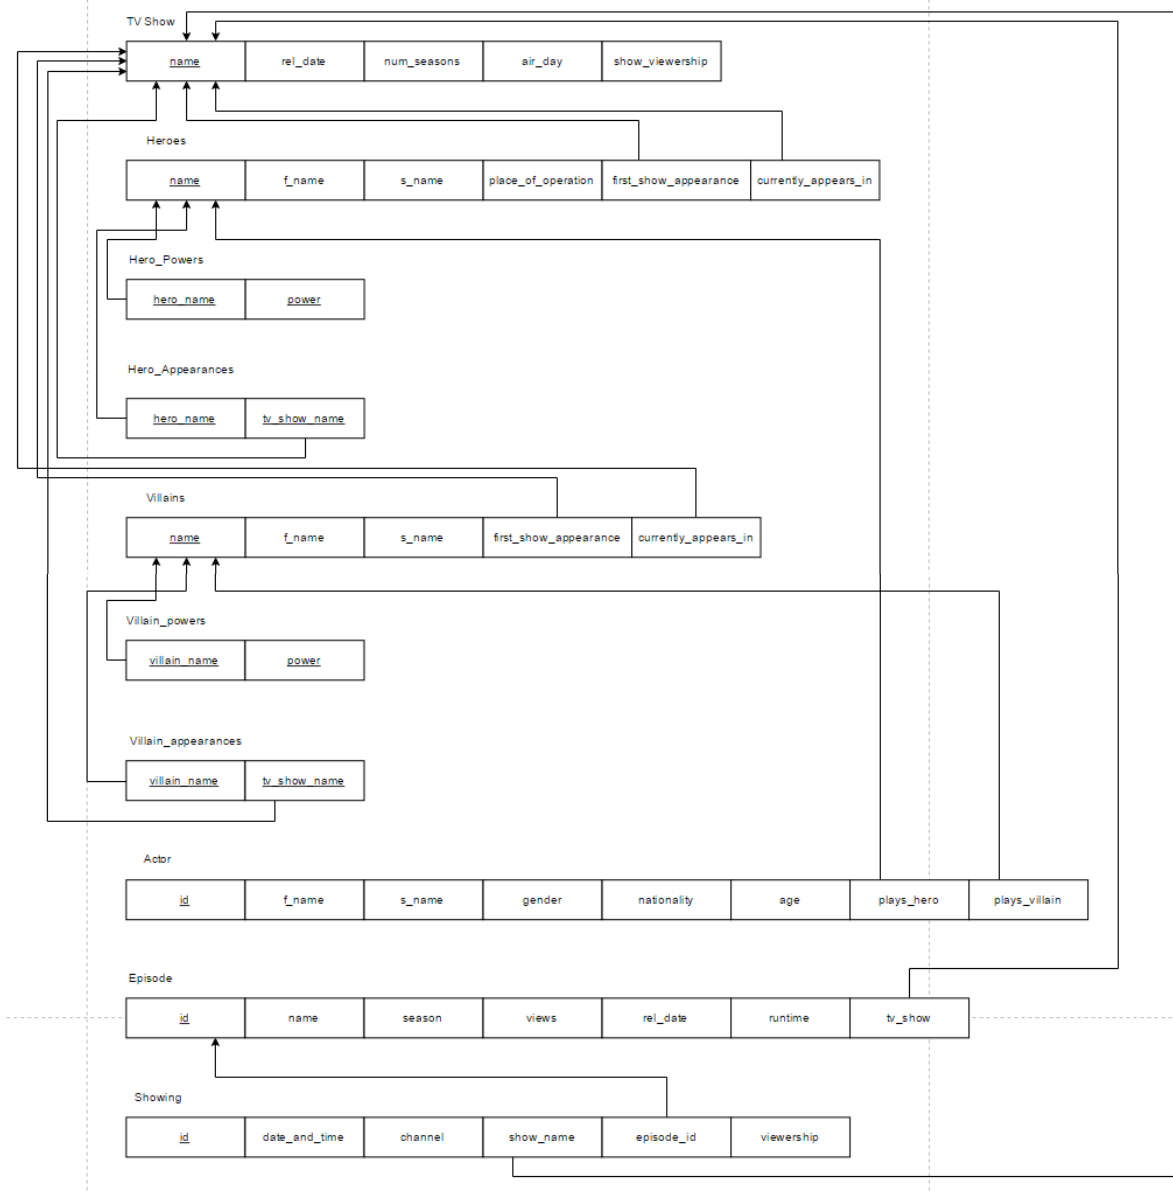 TV Show
name rel_date num_seasons air_day show_viewership
Heroes
name f_name s_name place_of_operation first_show_appearance currently_appears_in
Hero_Powers
hero_name power
Hero_Appearances
hero_name tv_show_name
Villains
name f_name s_name first_show_appearance currently_appears_in
Villain_powers
villain_name power
Villain_appearances
villain_name tv_show_name
Actor
id f_name s_name gender nationality age plays_hero plays_villain
Episode
id name season views rel_date runtime tv_show
Showing
id date_and_time channel show_name episode_id viewership